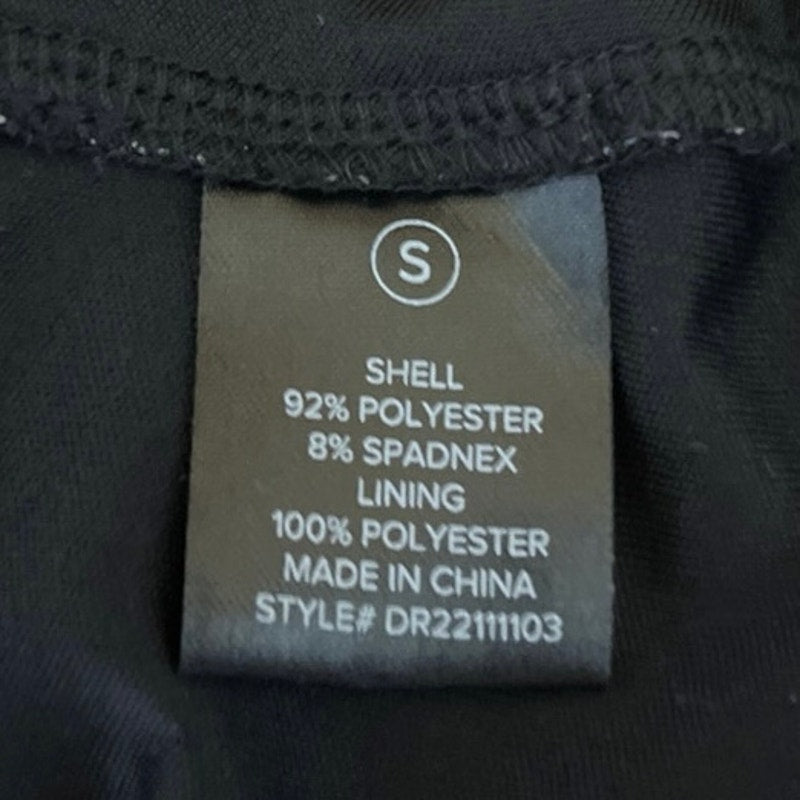 S
SHELL
92% POLYESTER
8% SPADNEX
LINING
100% POLYESTER
MADE IN CHINA
STYLE# DR22111103